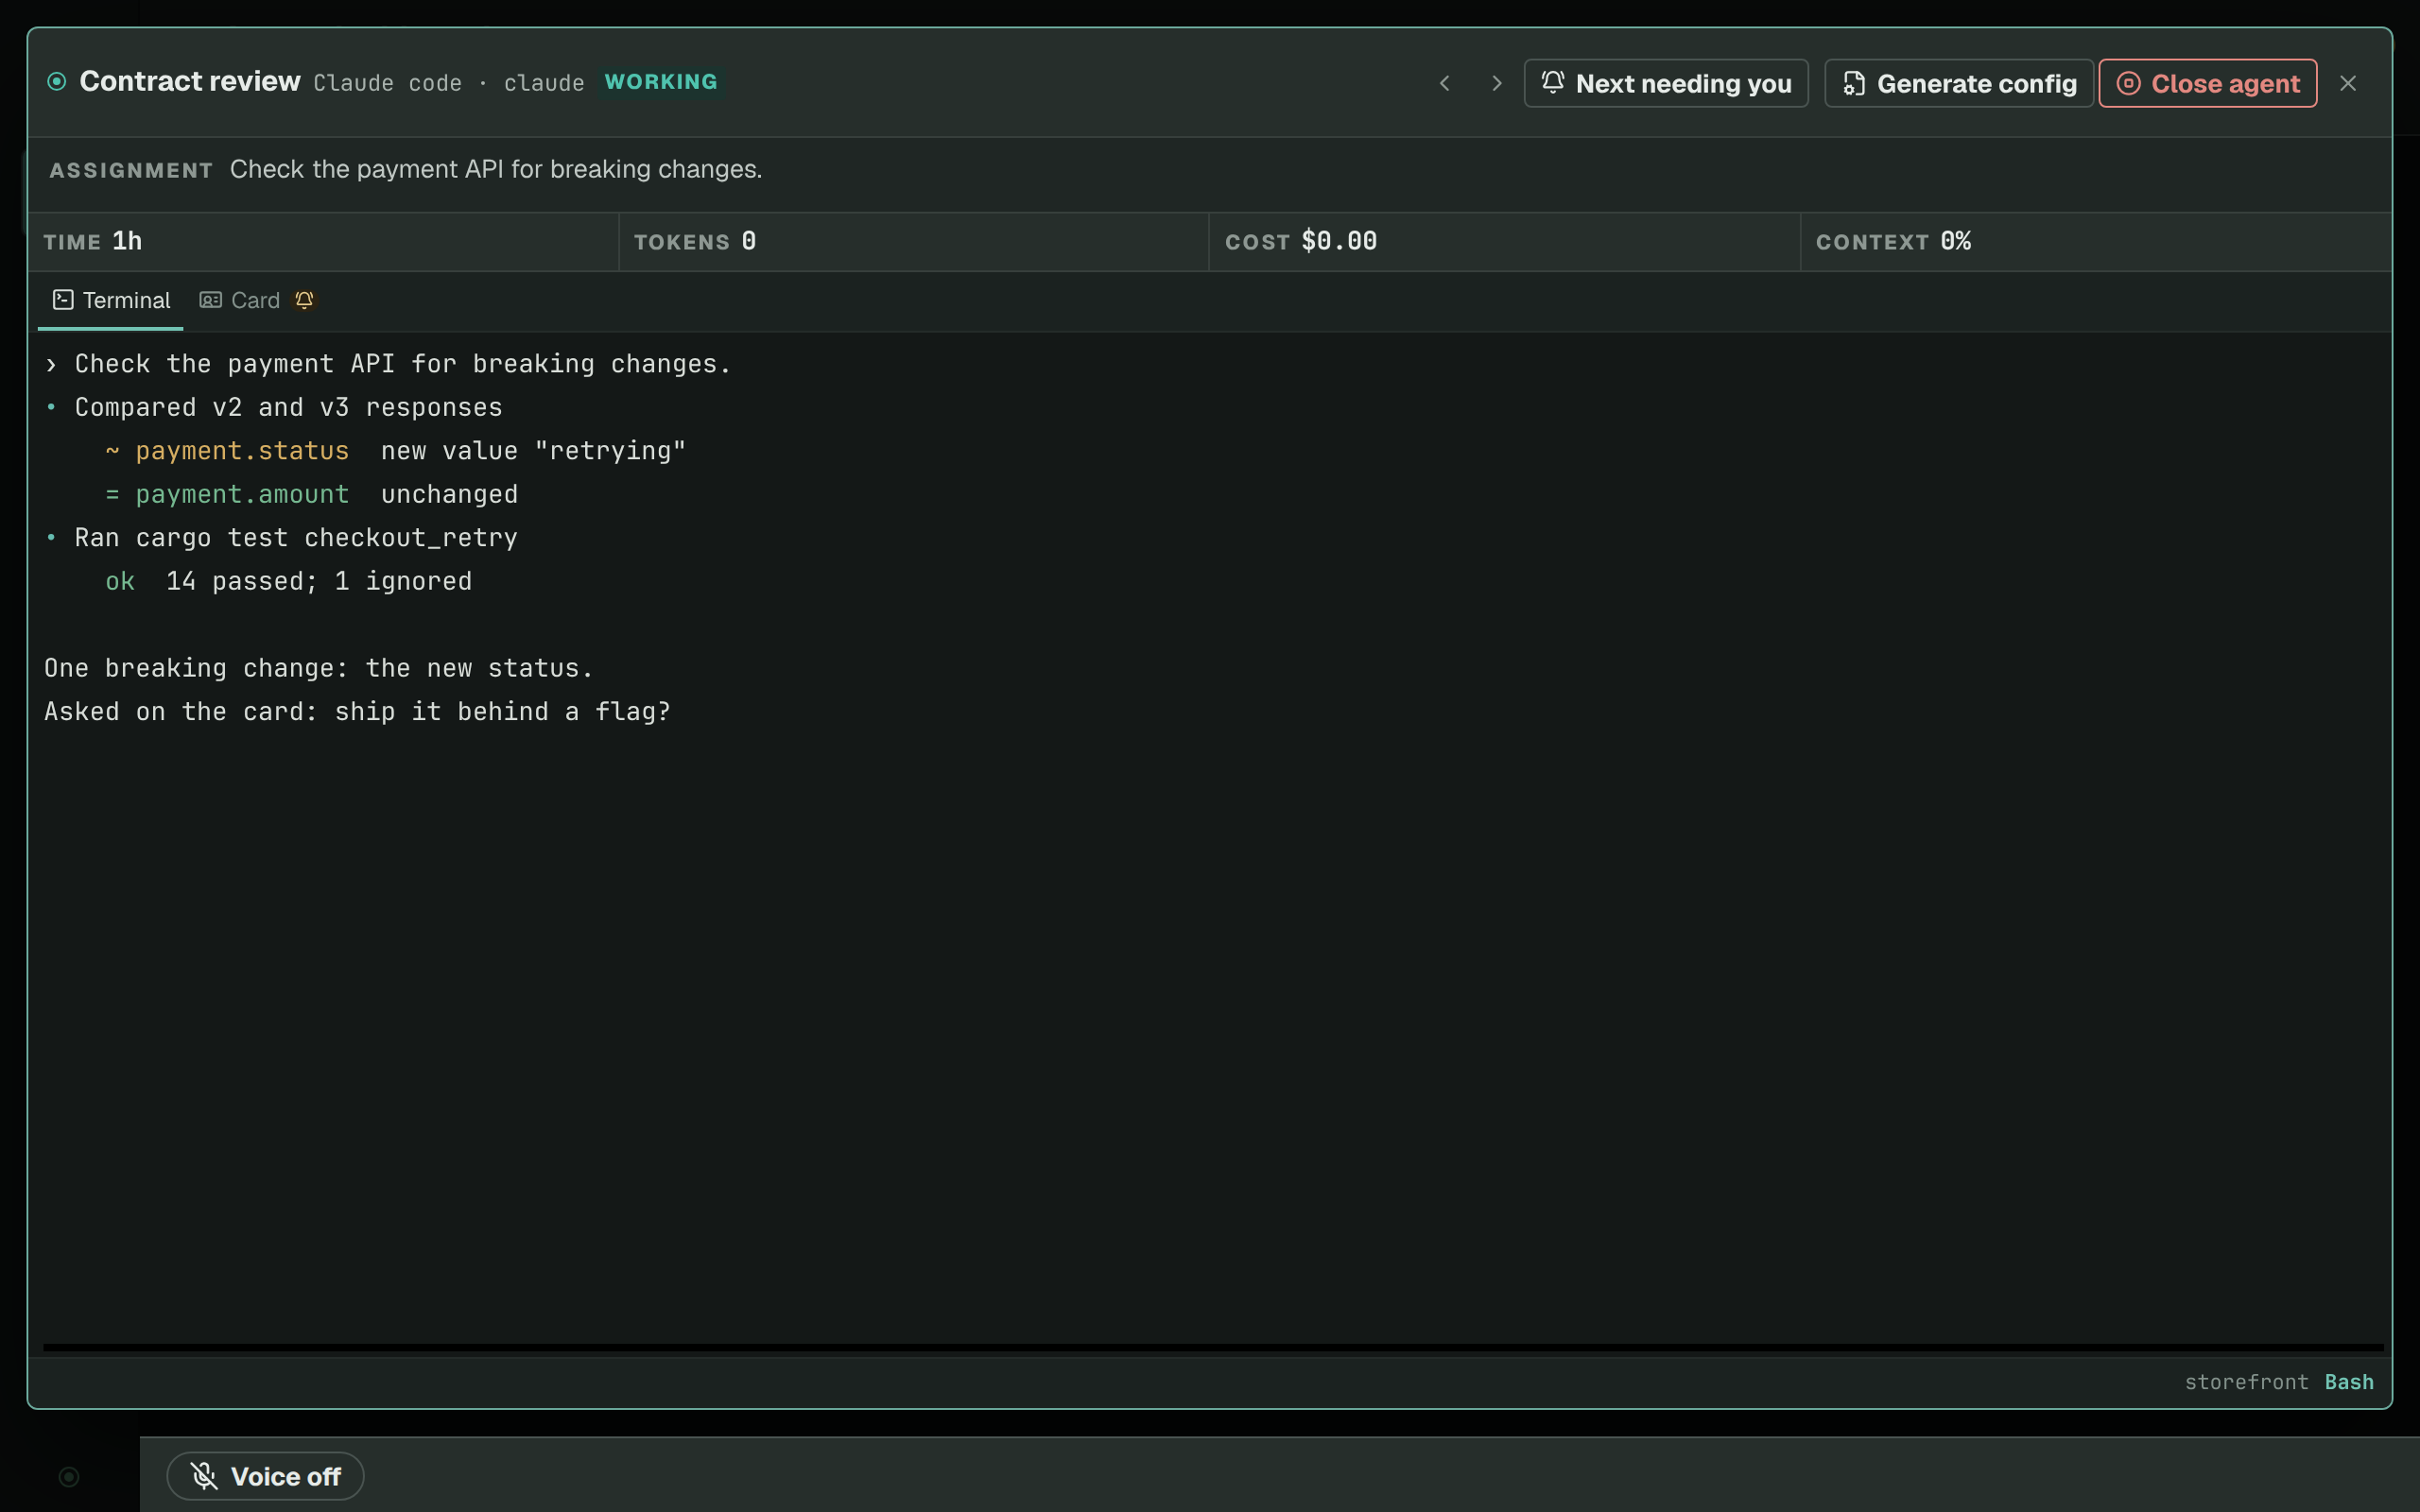 Contract review Claude code · claude WORKING
Next needing you Generate config Close agent
ASSIGNMENT Check the payment API for breaking changes.
TIME 1h TOKENS 0 COST $0.00 CONTEXT 0%
Terminal Card
› Check the payment API for breaking changes.
• Compared v2 and v3 responses
~ payment.status new value "retrying"
= payment.amount unchanged
• Ran cargo test checkout_retry
ok 14 passed; 1 ignored
One breaking change: the new status.
Asked on the card: ship it behind a flag?
storefront Bash
Voice off